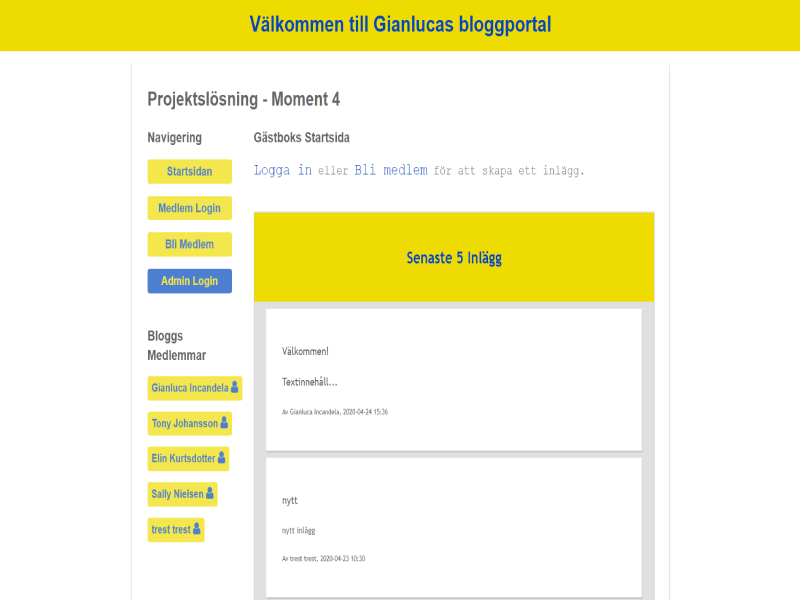 Välkommen till Gianlucas bloggportal
Projektslösning - Moment 4
Navigering
Startsidan
Medlem Login
Bli Medlem
Admin Login
Bloggs
Medlemmar
Gianluca Incandela
Tony Johansson
Elin Kurtsdotter
Sally Nielsen
trest trest
Gästboks Startsida
Logga in eller Bli medlem för att skapa ett inlägg.
Senaste 5 Inlägg
Välkommen!
Textinnehåll...
Av Gianluca Incandela, 2020-04-24 15:36
nytt
nytt inlägg
Av trest trest, 2020-04-23 10:30